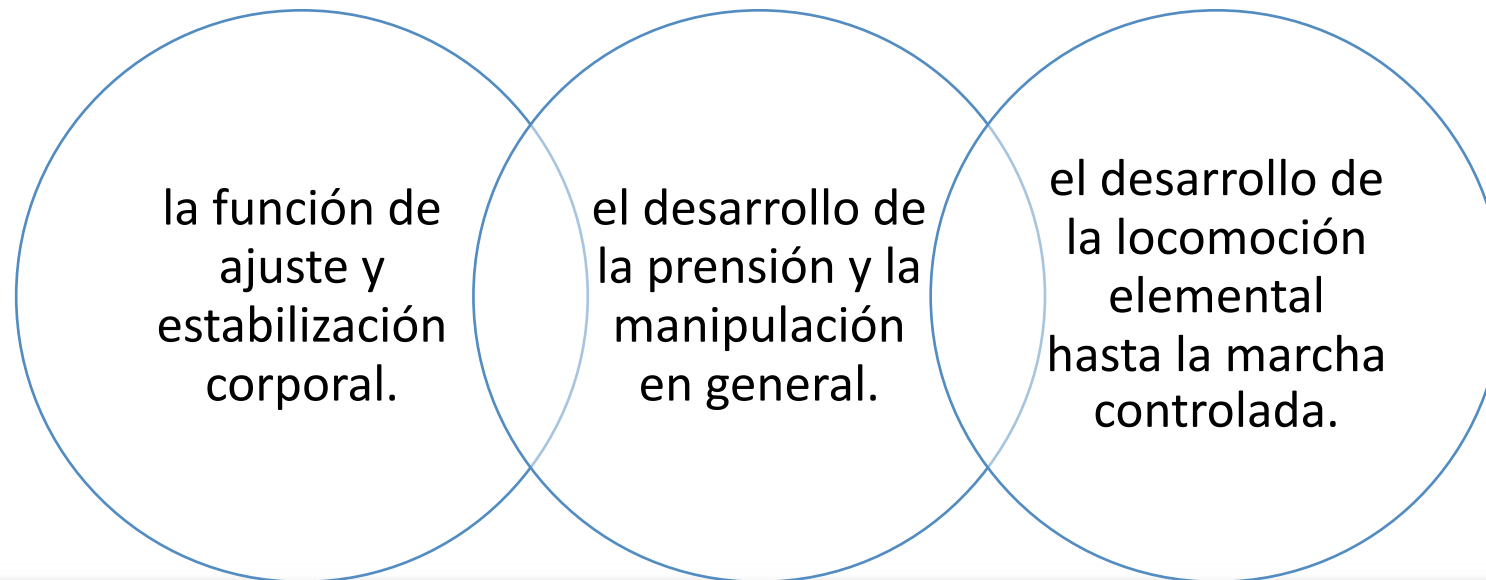 la función de
ajuste y
estabilización
corporal.
el desarrollo de
la prensión y la
manipulación
en general.
el desarrollo de
la locomoción
elemental
hasta la marcha
controlada.